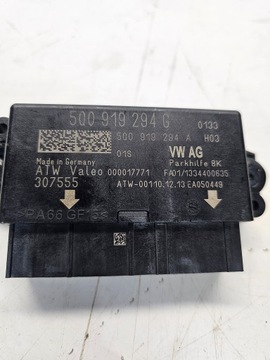 5Q0 919 294 G 0133
5Q0 919 294 A H03
01S VW AG
Parkhilfe 8K
Made in Germany
ATW Valeo 000017771 FA01/1334400635
307555 ATW-00110.12.13 EA050449